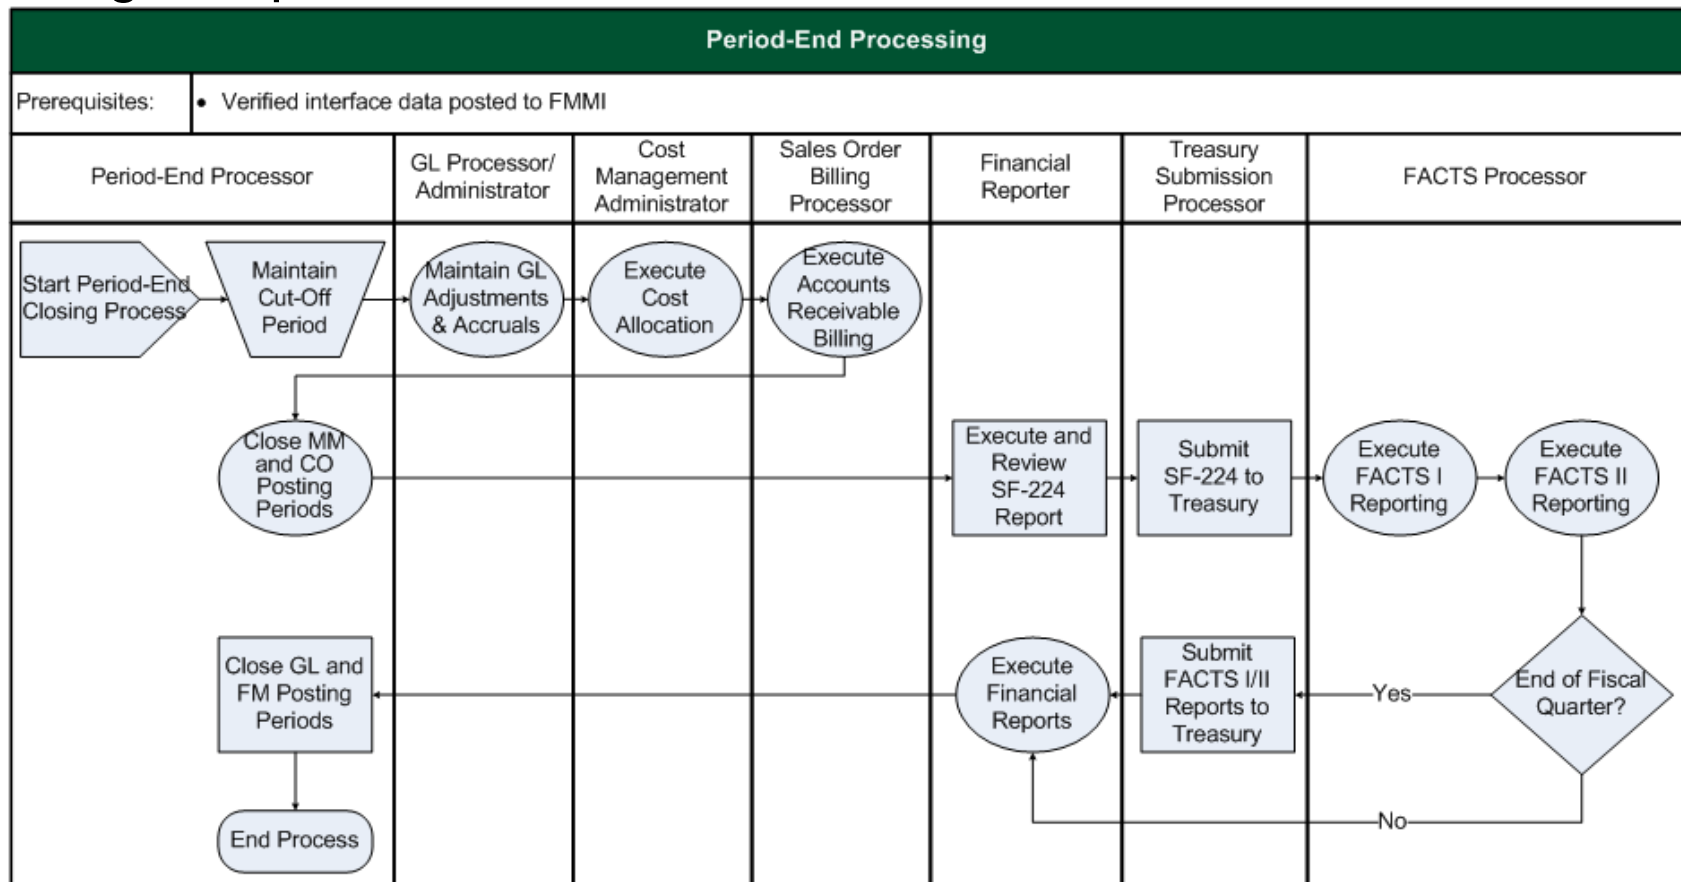 Period-End Processing
Prerequisites:
• Verified interface data posted to FMMI
Period-End Processor
GL Processor/
Administrator
Cost
Management
Administrator
Sales Order
Billing
Processor
Financial
Reporter
Treasury
Submission
Processor
FACTS Processor
Start Period-End
Closing Process
Maintain
Cut-Off
Period
Maintain GL
Adjustments
& Accruals
Execute
Cost
Allocation
Execute
Accounts
Receivable
Billing
Close MM
and CO
Posting
Periods
Execute and
Review
SF-224
Report
Submit
SF-224 to
Treasury
Execute
FACTS I
Reporting
Execute
FACTS II
Reporting
End of Fiscal
Quarter?
Yes
No
Submit
FACTS I/II
Reports to
Treasury
Execute
Financial
Reports
Close GL and
FM Posting
Periods
End Process